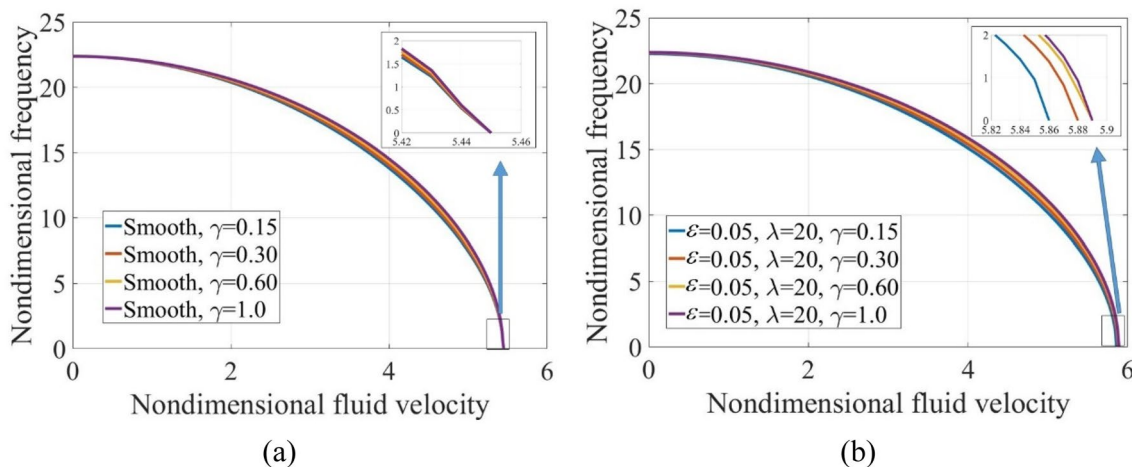 25
20
15
10
5
0
Nondimensional frequency
2
1.5
1
0.5
0
5.42 5.44 5.46
Smooth, γ=0.15
Smooth, γ=0.30
Smooth, γ=0.60
Smooth, γ=1.0
0 2 4 6
Nondimensional fluid velocity
(a)
25
20
15
10
5
0
Nondimensional frequency
2
1
0
5.82 5.84 5.86 5.88 5.9
ε=0.05, λ=20, γ=0.15
ε=0.05, λ=20, γ=0.30
ε=0.05, λ=20, γ=0.60
ε=0.05, λ=20, γ=1.0
0 2 4 6
Nondimensional fluid velocity
(b)